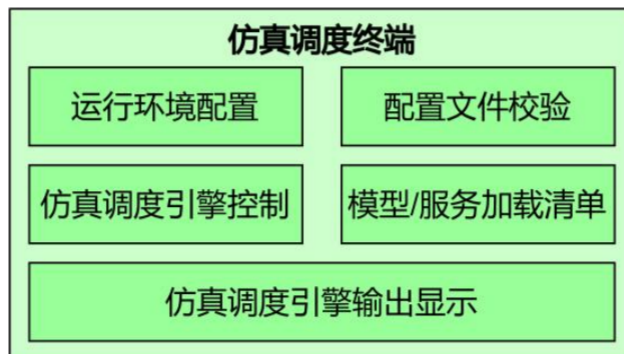 仿真调度终端
运行环境配置
配置文件校验
仿真调度引擎控制
模型/服务加载清单
仿真调度引擎输出显示